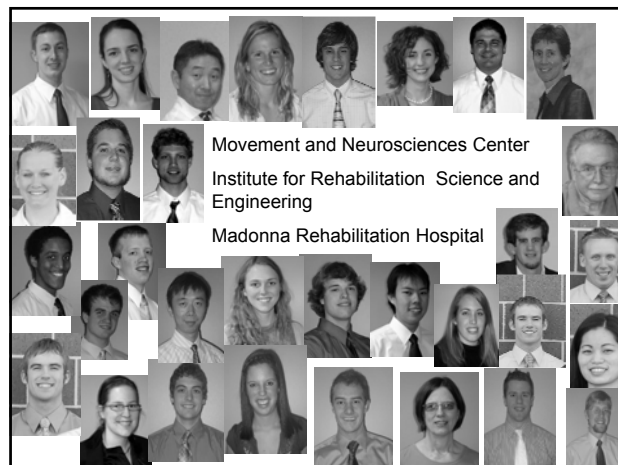 Movement and Neurosciences Center
Institute for Rehabilitation Science and
Engineering
Madonna Rehabilitation Hospital